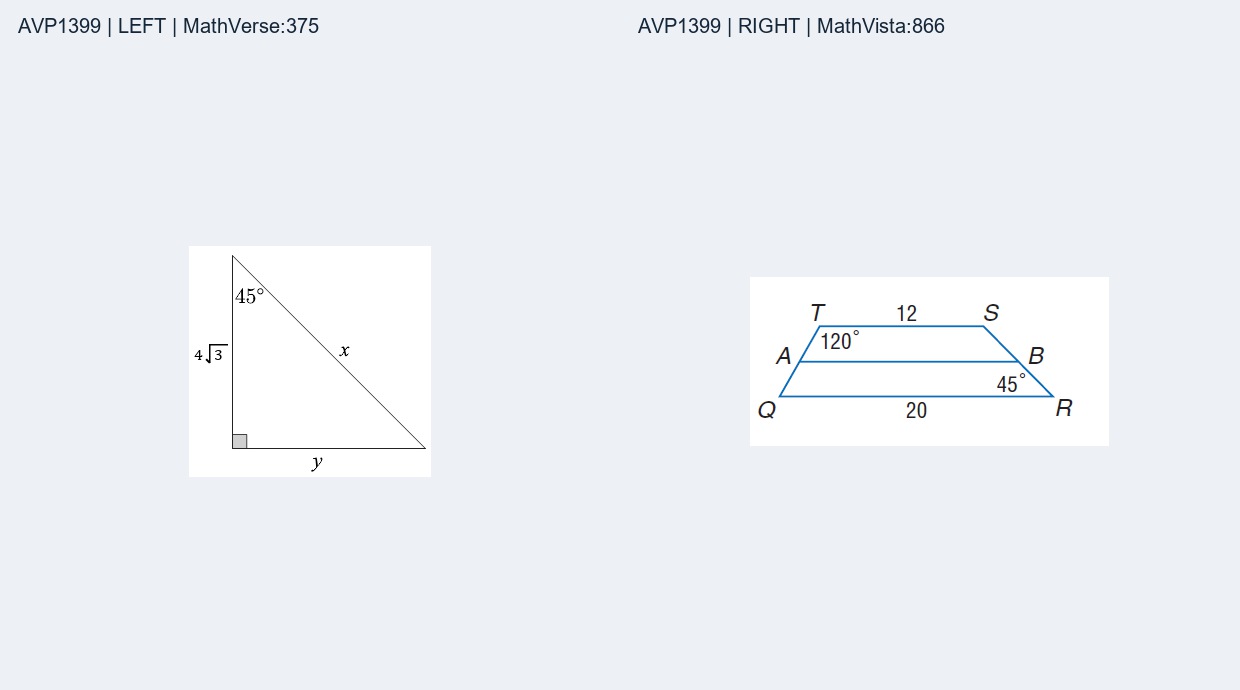 AVP1399 | LEFT | MathVerse:375
AVP1399 | RIGHT | MathVista:866
45°
4√3
x
y
T 12 S
120°
A B
45°
Q 20 R